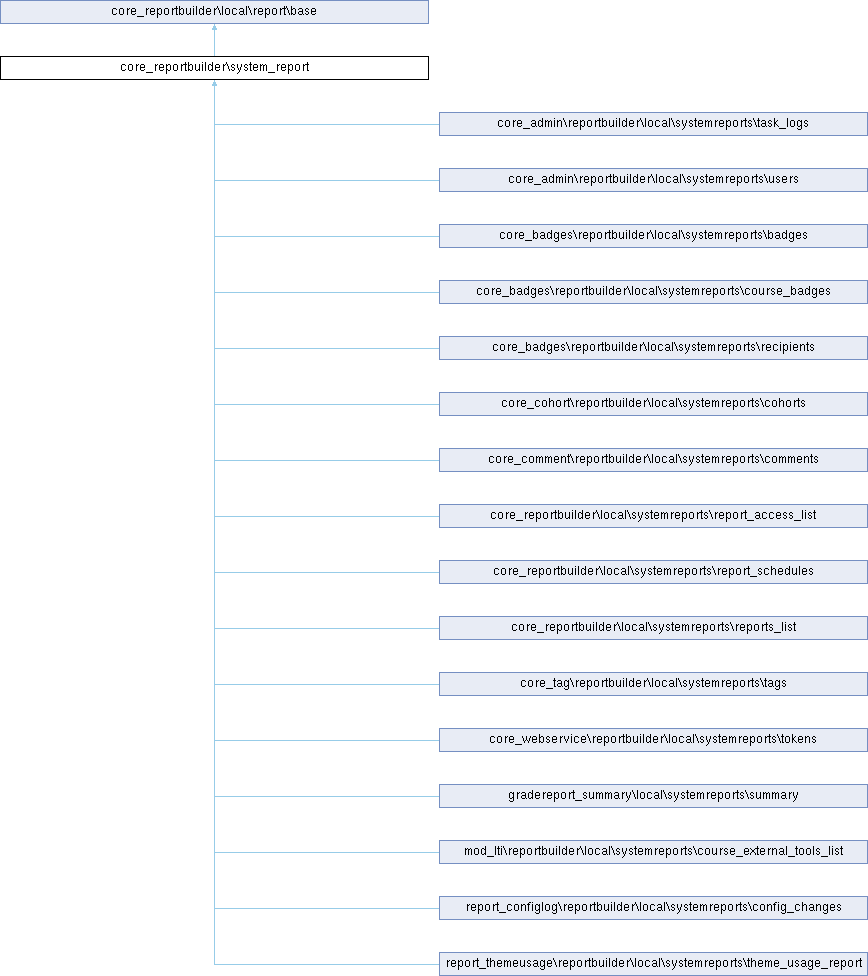 core_reportbuilder\local\report\base
core_reportbuilder\system_report
core_admin\reportbuilder\local\systemreports\task_logs
core_admin\reportbuilder\local\systemreports\users
core_badges\reportbuilder\local\systemreports\badges
core_badges\reportbuilder\local\systemreports\course_badges
core_badges\reportbuilder\local\systemreports\recipients
core_cohort\reportbuilder\local\systemreports\cohorts
core_comment\reportbuilder\local\systemreports\comments
core_reportbuilder\local\systemreports\report_access_list
core_reportbuilder\local\systemreports\report_schedules
core_reportbuilder\local\systemreports\reports_list
core_tag\reportbuilder\local\systemreports\tags
core_webservice\reportbuilder\local\systemreports\tokens
gradereport_summary\local\systemreports\summary
mod_lti\reportbuilder\local\systemreports\course_external_tools_list
report_configlog\reportbuilder\local\systemreports\config_changes
report_themeusage\reportbuilder\local\systemreports\theme_usage_report